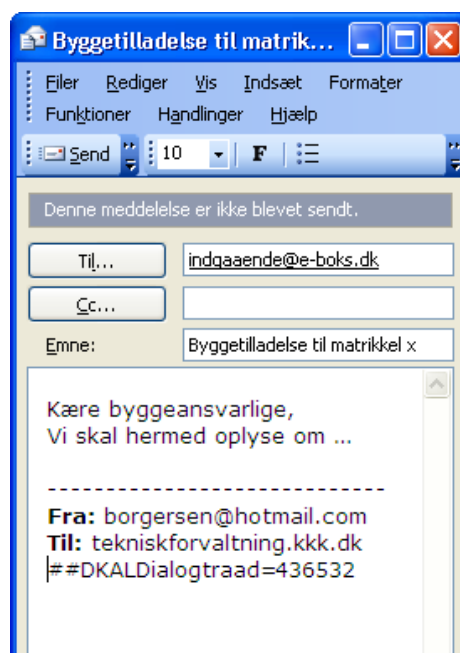 Byggetilladelse til matrik...
Filer Rediger Vis Indsæt Formater
Funktioner Handlinger Hjælp
Send 10 F
Denne meddelelse er ikke blevet sendt.
Til... indgaaende@e-boks.dk
Cc...
Emne: Byggetilladelse til matrikkel x
Kære byggeansvarlige,
Vi skal hermed oplyse om ...
-----------------------------
Fra: borgersen@hotmail.com
Til: tekniskforvaltning.kkk.dk
##DKALDialogtraad=436532